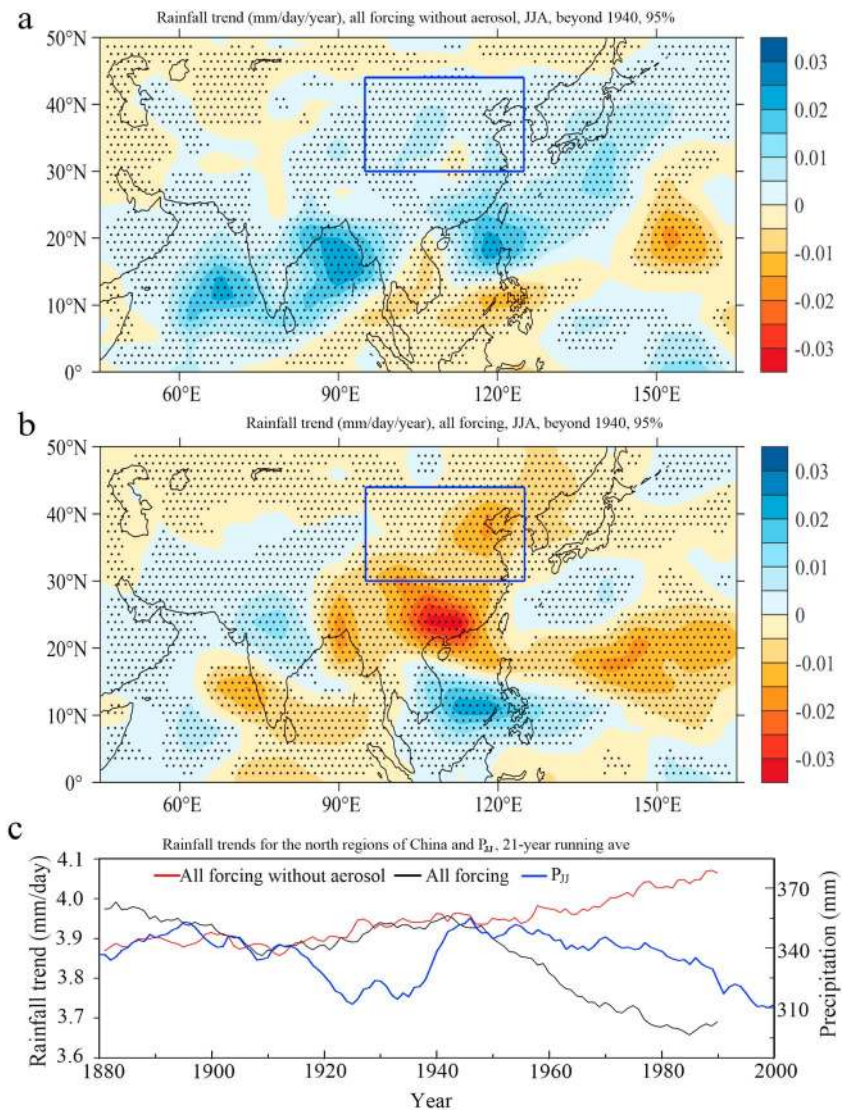 a
Rainfall trend (mm/day/year), all forcing without aerosol, JJA, beyond 1940, 95%
50°N
40°N
30°N
20°N
10°N
0°
60°E
90°E
120°E
150°E
0.03
0.02
0.01
0
-0.01
-0.02
-0.03
b
Rainfall trend (mm/day/year), all forcing, JJA, beyond 1940, 95%
50°N
40°N
30°N
20°N
10°N
0°
60°E
90°E
120°E
150°E
0.03
0.02
0.01
0
-0.01
-0.02
-0.03
c
Rainfall trends for the north regions of China and PJJ, 21-year running ave
All forcing without aerosol All forcing PJJ
Rainfall trend (mm/day)
4.1
4.0
3.9
3.8
3.7
3.6
370
340
310
Precipitation (mm)
1880 1900 1920 1940 1960 1980 2000
Year